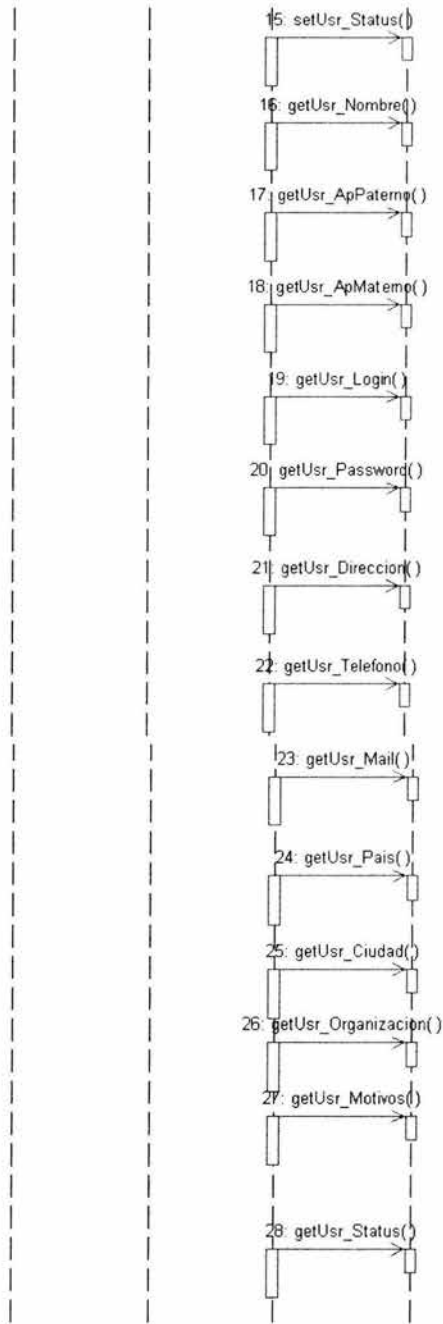 15: setUsr_Status()
16: getUsr_Nombre()
17: getUsr_ApPaterno()
18: getUsr_ApMaterno()
19: getUsr_Login()
20: getUsr_Password()
21: getUsr_Direccion()
22: getUsr_Telefono()
23: getUsr_Mail()
24: getUsr_Pais()
25: getUsr_Ciudad()
26: getUsr_Organizacion()
27: getUsr_Motivos()
28: getUsr_Status()